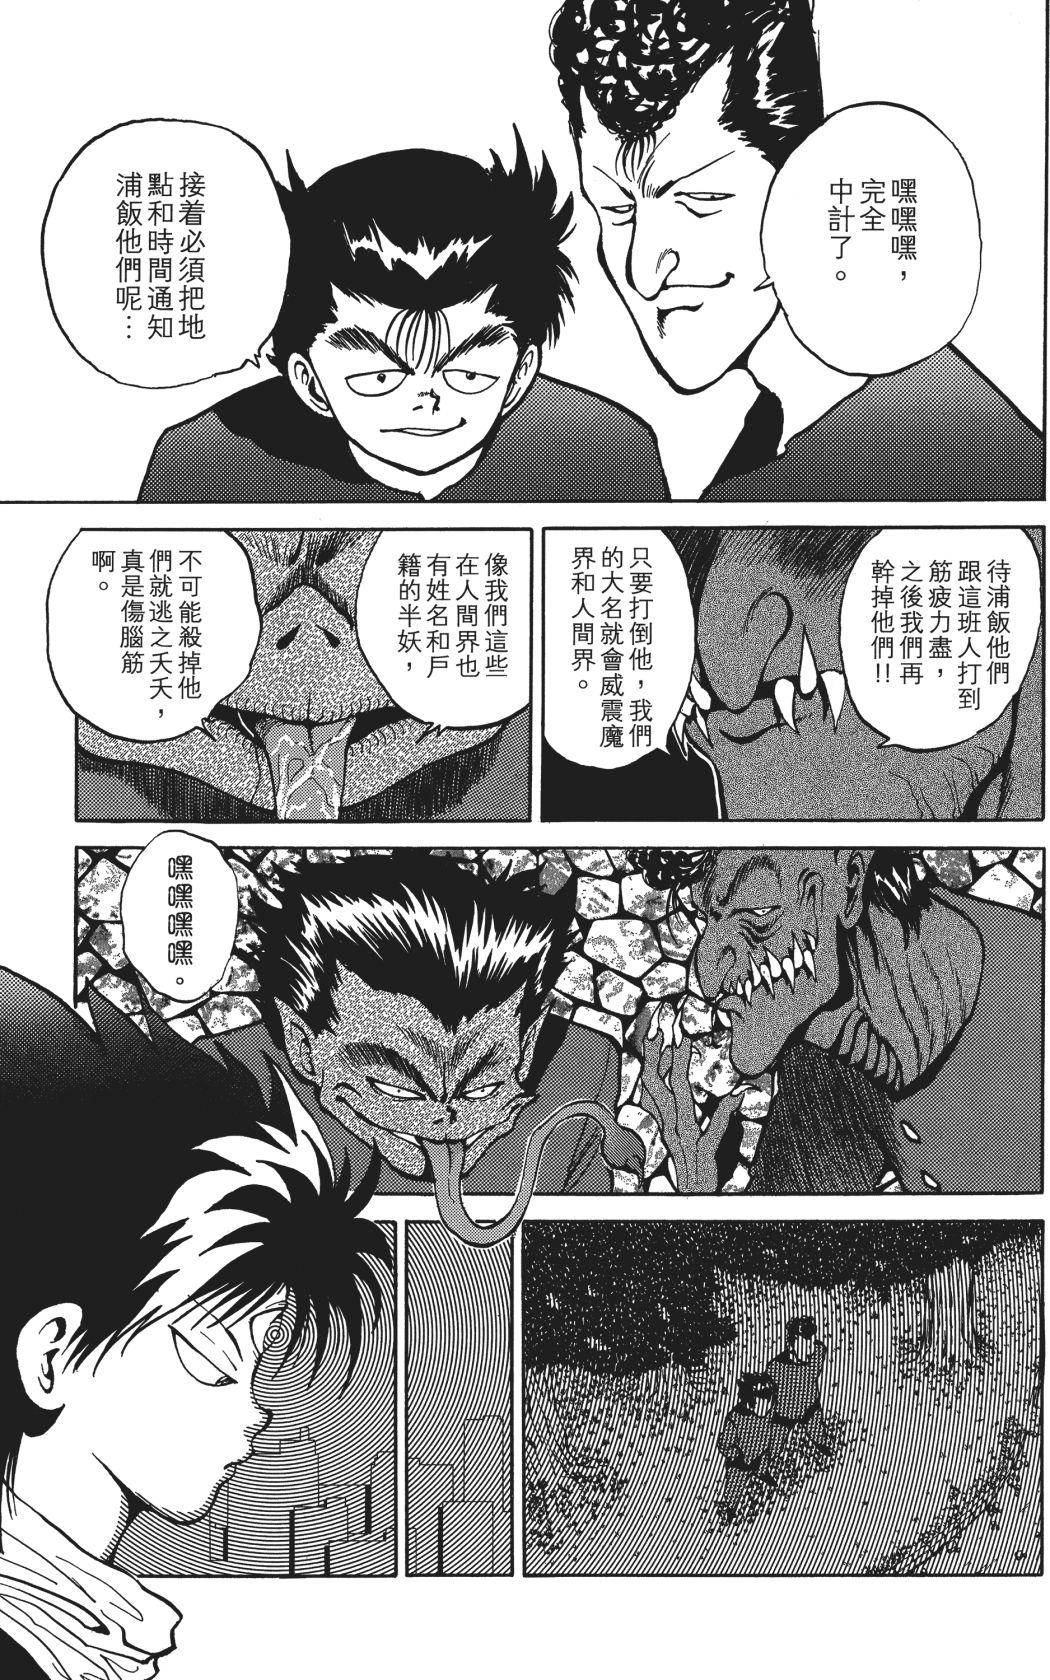 嘿嘿嘿，
完全
中計了。
接着必須把地
點和時間通知
浦飯他們呢…
待浦飯他們
跟這班人打到
筋疲力盡，
之後我們再
幹掉他們!!
只要打倒他，我們
的大名就會威震魔
界和人間界。
像我們這些
在人間界也
有姓名和戶
籍的半妖，
不可能殺掉他
們就逃之夭夭，
真是傷腦筋
啊。
嘿嘿嘿嘿。